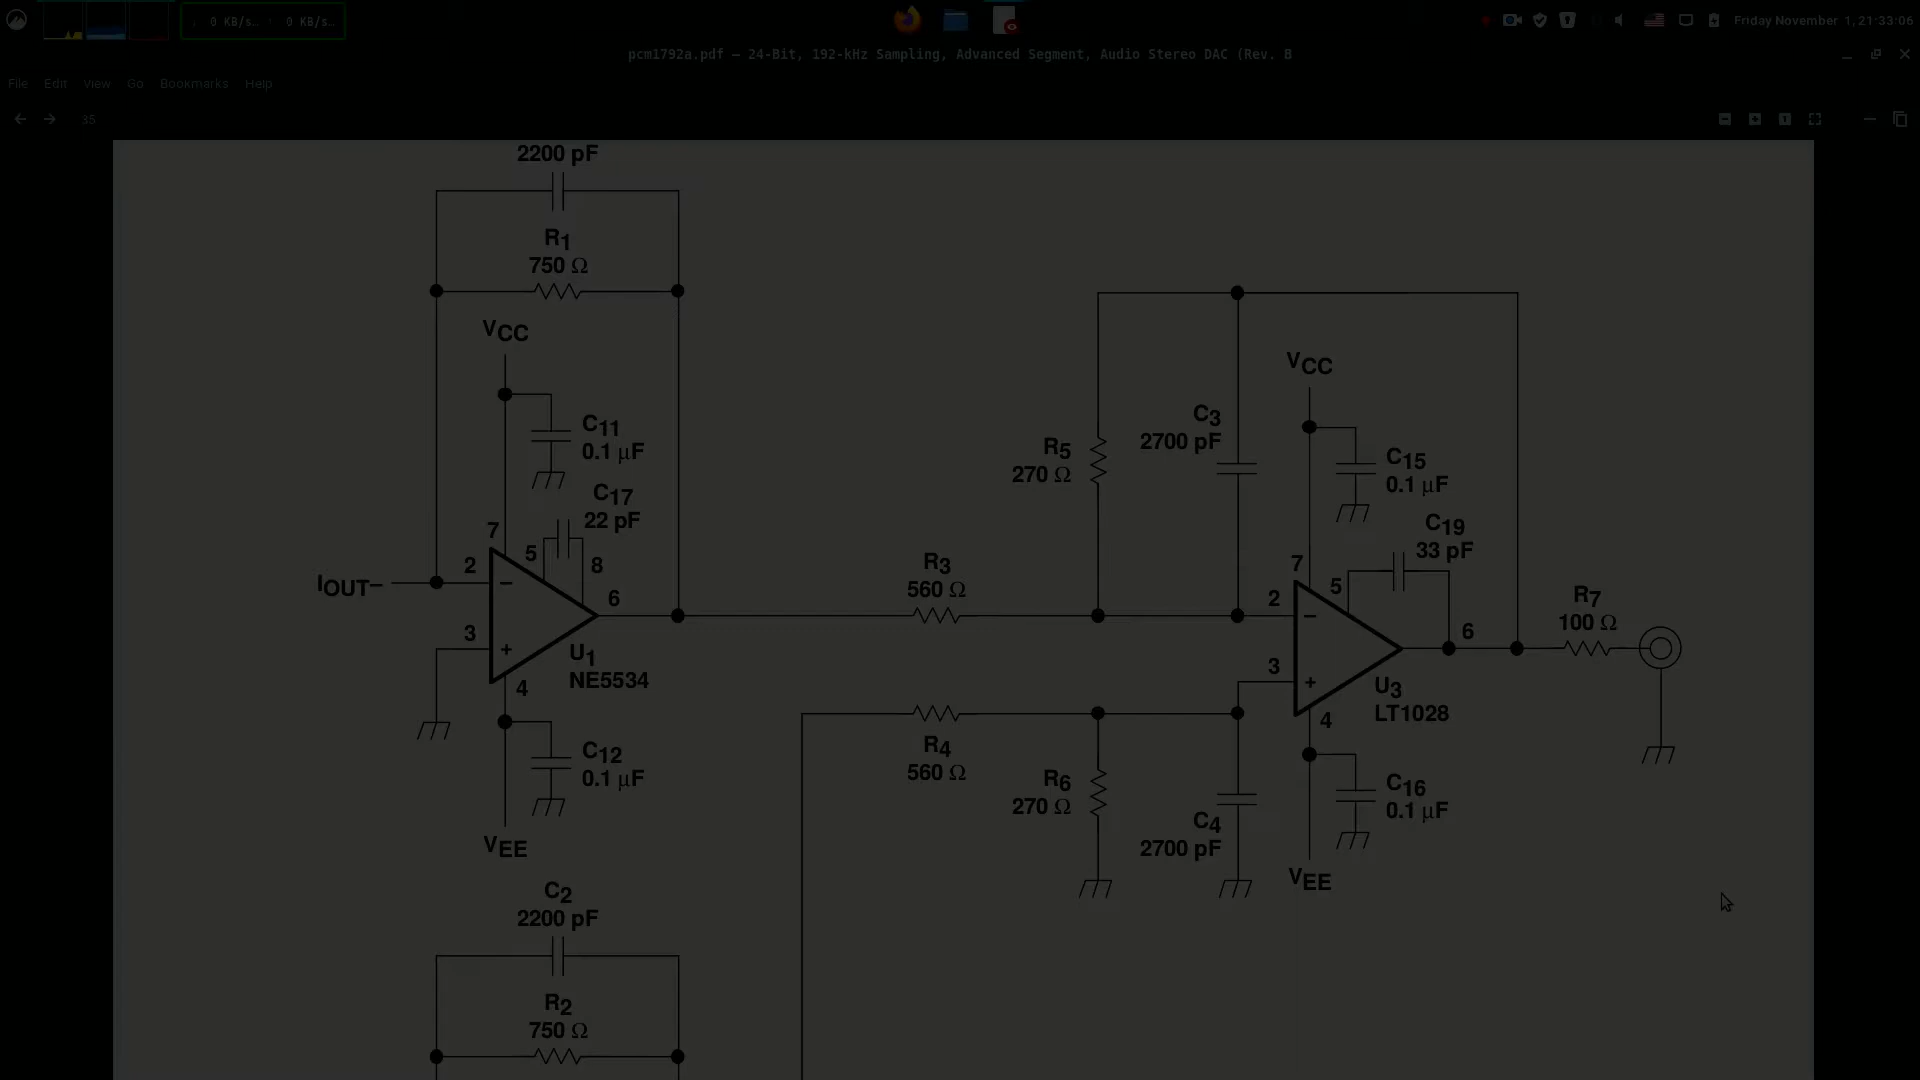 0 KB/s... 0 KB/s...
Friday November 1, 21:33:06
pcm1792a.pdf — 24-Bit, 192-kHz Sampling, Advanced Segment, Audio Stereo DAC (Rev. B
File Edit View Go Bookmarks Help
35
2200 pF
R1
750 Ω
VCC
C11
0.1 μF
C17
22 pF
7
5
8
2
6
IOUT–
−
3
+
U1
NE5534
4
C12
0.1 μF
VEE
R3
560 Ω
R4
560 Ω
R5
270 Ω
C3
2700 pF
VCC
C15
0.1 μF
C19
33 pF
7
5
2
6
−
3
+
U3
LT1028
4
R7
100 Ω
R6
270 Ω
C4
2700 pF
C16
0.1 μF
VEE
C2
2200 pF
R2
750 Ω